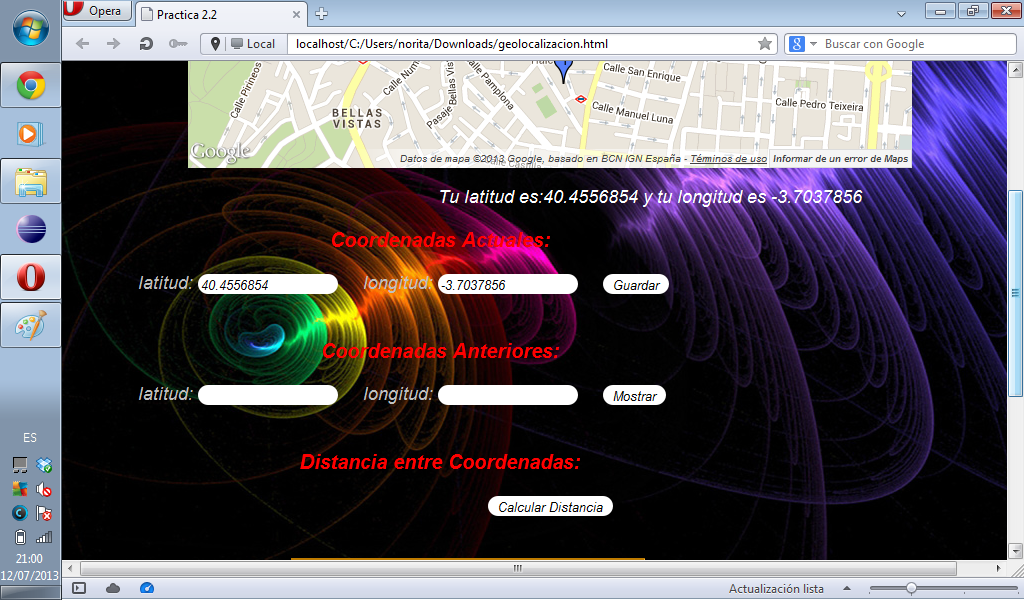 Opera
Practica 2.2
Local
localhost/C:/Users/norita/Downloads/geolocalizacion.html
Buscar con Google
Calle Pirineos
Calle Pamplona
Calle San Enrique
Pasaje Bellas Vistas
BELLAS
VISTAS
Calle Manuel Luna
Calle Pedro Teixeira
Google
Datos de mapa ©2013 Google, basado en BCN IGN España - Términos de uso
Informar de un error de Maps
Tu latitud es:40.4556854 y tu longitud es -3.7037856
Coordenadas Actuales:
latitud: 40.4556854 longitud: -3.7037856 Guardar
Coordenadas Anteriores:
latitud: longitud: Mostrar
Distancia entre Coordenadas:
Calcular Distancia
ES
21:00
12/07/2013
Actualización lista